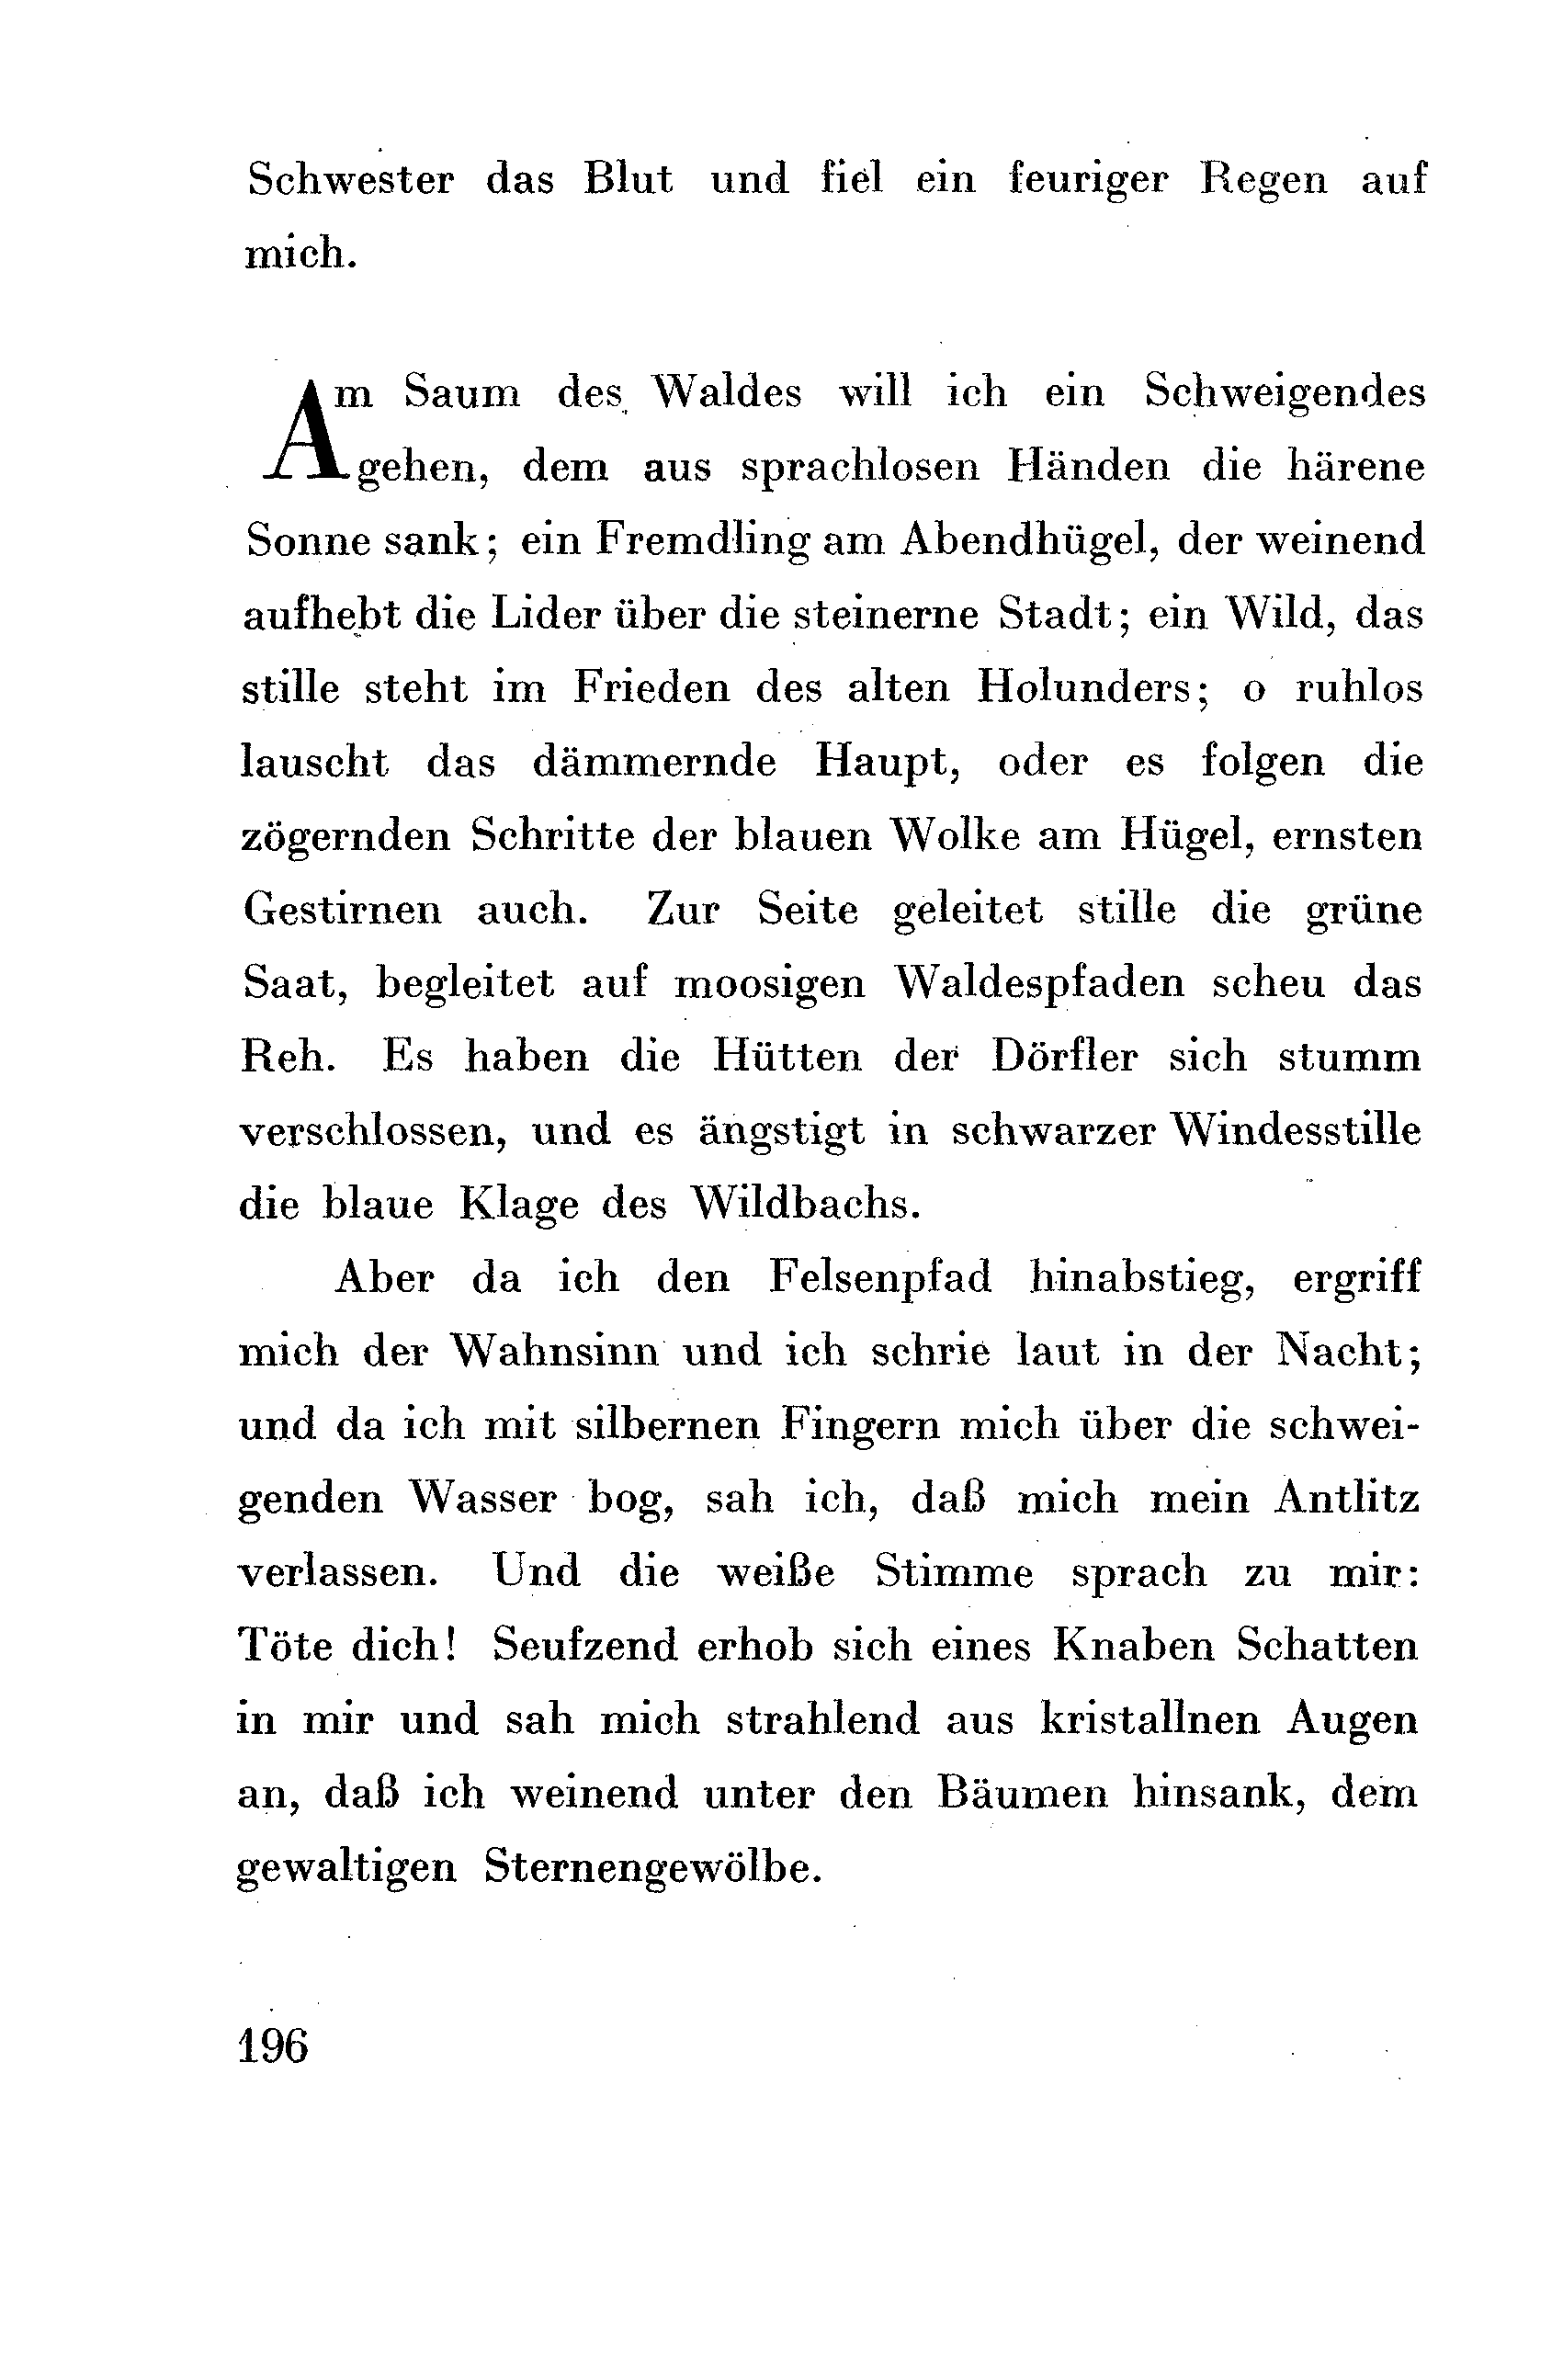 Schwester das Blut und fiel ein feuriger Regen auf
mich.
Am Saum des Waldes will ich ein Schweigendes
gehen, dem aus sprachlosen Händen die härene
Sonne sank; ein Fremdling am Abendhügel, der weinend
aufhebt die Lider über die steinerne Stadt; ein Wild, das
stille steht im Frieden des alten Holunders; o ruhlos
lauscht das dämmernde Haupt, oder es folgen die
zögernden Schritte der blauen Wolke am Hügel, ernsten
Gestirnen auch. Zur Seite geleitet stille die grüne
Saat, begleitet auf moosigen Waldespfaden scheu das
Reh. Es haben die Hütten der Dörfler sich stumm
verschlossen, und es ängstigt in schwarzer Windesstille
die blaue Klage des Wildbachs.
Aber da ich den Felsenpfad hinabstieg, ergriff
mich der Wahnsinn und ich schrie laut in der Nacht;
und da ich mit silbernen Fingern mich über die schwei-
genden Wasser bog, sah ich, daß mich mein Antlitz
verlassen. Und die weiße Stimme sprach zu mir:
Töte dich! Seufzend erhob sich eines Knaben Schatten
in mir und sah mich strahlend aus kristallnen Augen
an, daß ich weinend unter den Bäumen hinsank, dem
gewaltigen Sternengewölbe.
196